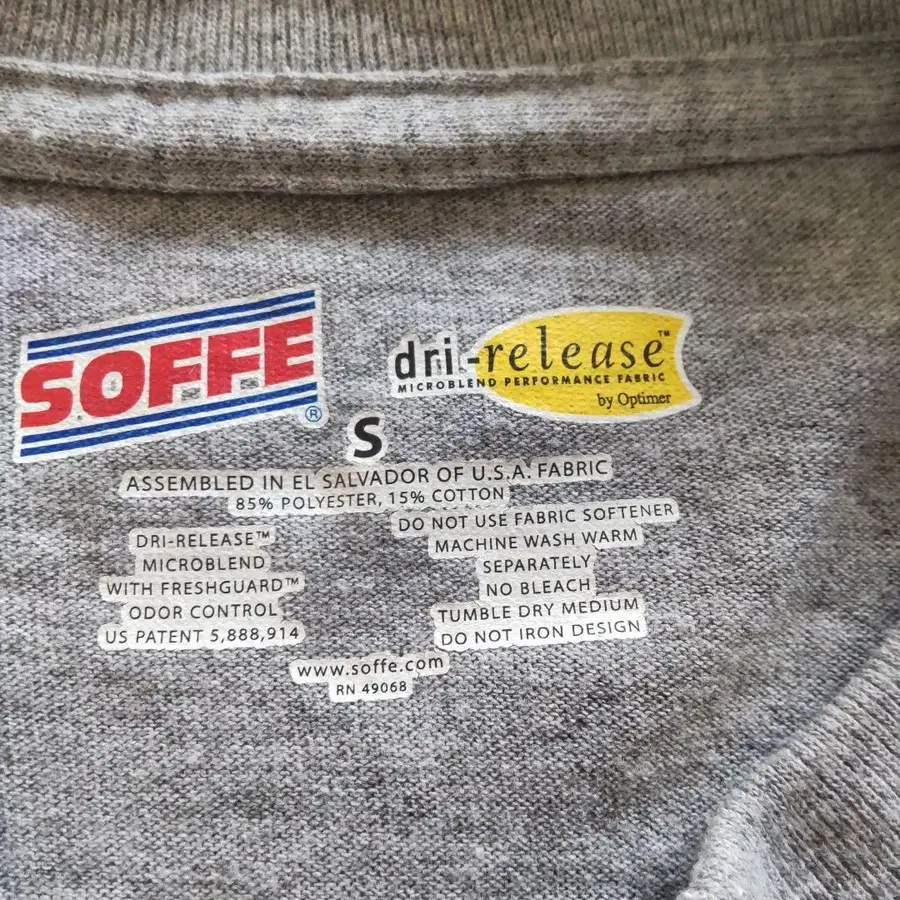 SOFFE®
dri-release™
MICROBLEND PERFORMANCE FABRIC
by Optimer
S
ASSEMBLED IN EL SALVADOR OF U.S.A. FABRIC
85% POLYESTER, 15% COTTON
DRI-RELEASE™
MICROBLEND
WITH FRESHGUARD™
ODOR CONTROL
US PATENT 5,888,914
DO NOT USE FABRIC SOFTENER
MACHINE WASH WARM
SEPARATELY
NO BLEACH
TUMBLE DRY MEDIUM
DO NOT IRON DESIGN
www.soffe.com
RN 49068